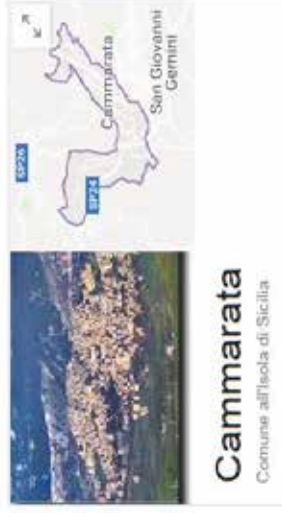 SP26
SP24
Cammarata
San Giovanni
Gemini
Cammarata
Comune all'Isola di Sicilia